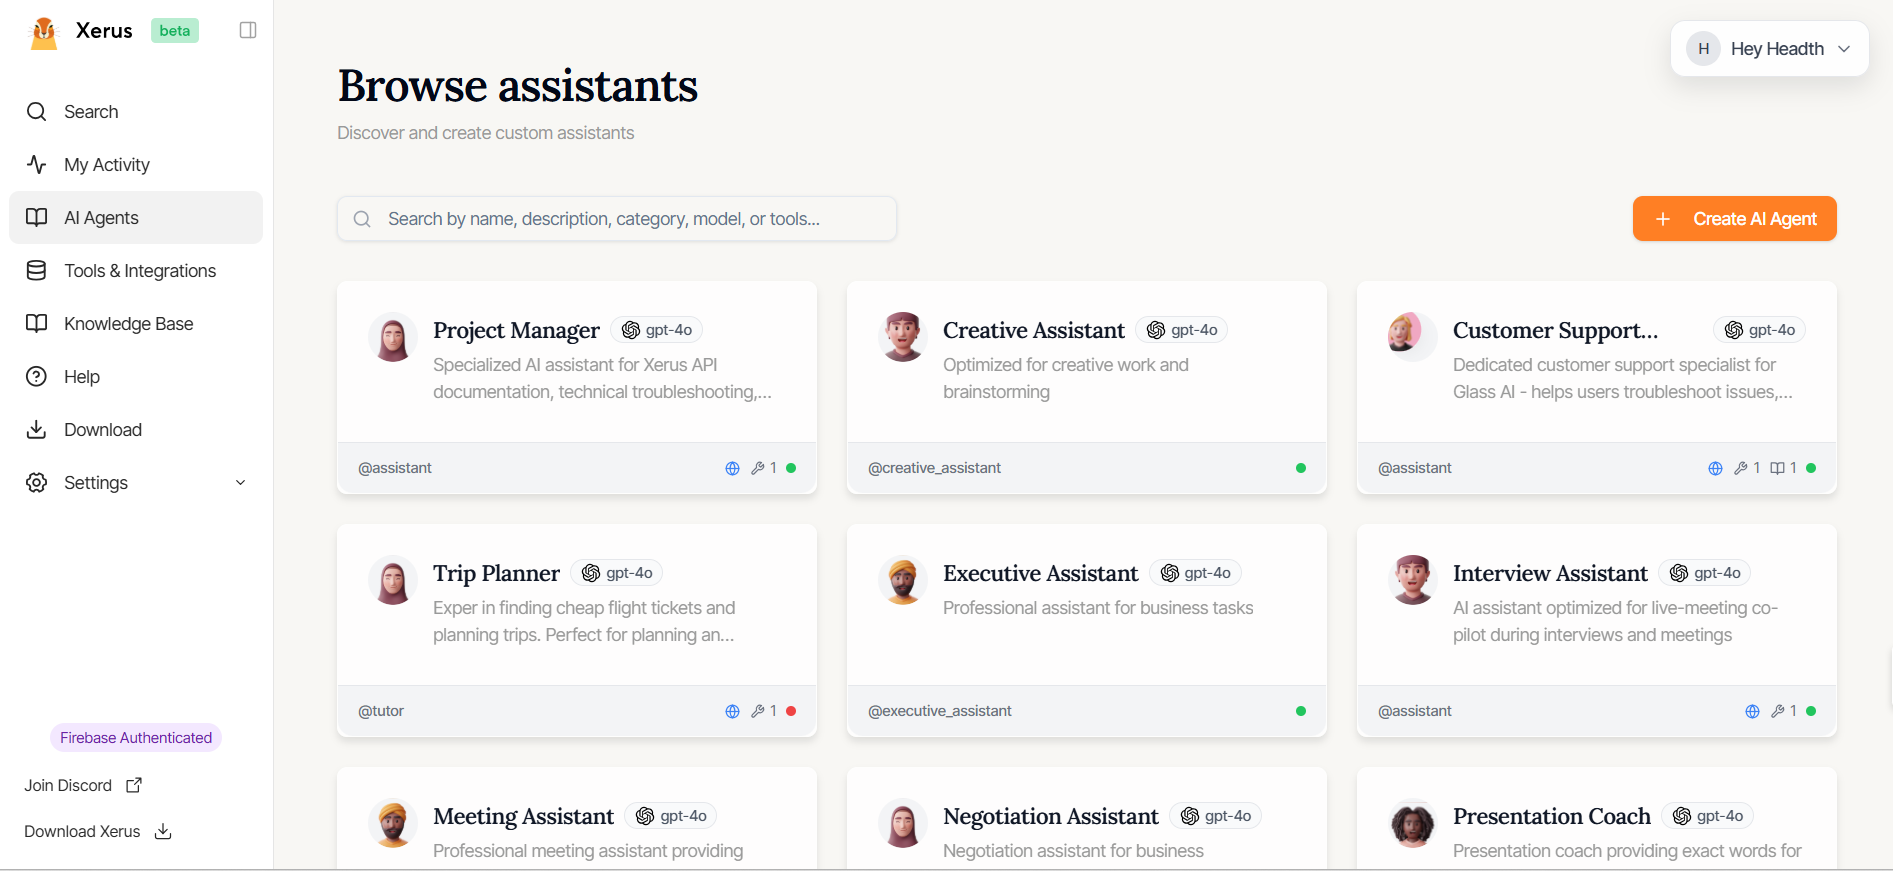 Xerus beta
Search
My Activity
AI Agents
Tools & Integrations
Knowledge Base
Help
Download
Settings
Firebase Authenticated
Join Discord
Download Xerus
H Hey Headth
Browse assistants
Discover and create custom assistants
Search by name, description, category, model, or tools...
Create AI Agent
Project Manager gpt-4o
Specialized AI assistant for Xerus API
documentation, technical troubleshooting,...
@assistant 1
Creative Assistant gpt-4o
Optimized for creative work and
brainstorming
@creative_assistant
Customer Support... gpt-4o
Dedicated customer support specialist for
Glass AI - helps users troubleshoot issues,...
@assistant 1 1
Trip Planner gpt-4o
Exper in finding cheap flight tickets and
planning trips. Perfect for planning an...
@tutor 1
Executive Assistant gpt-4o
Professional assistant for business tasks
@executive_assistant
Interview Assistant gpt-4o
AI assistant optimized for live-meeting co-
pilot during interviews and meetings
@assistant 1
Meeting Assistant gpt-4o
Professional meeting assistant providing
Negotiation Assistant gpt-4o
Negotiation assistant for business
Presentation Coach gpt-4o
Presentation coach providing exact words for